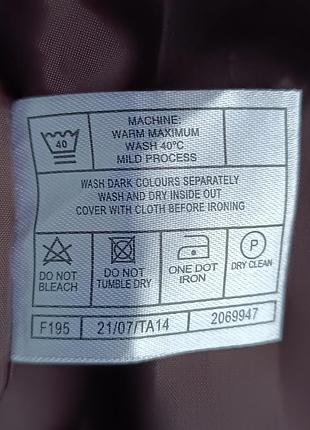 MACHINE:
40
WARM MAXIMUM
WASH 40°C
MILD PROCESS
WASH DARK COLOURS SEPARATELY
WASH AND DRY INSIDE OUT
COVER WITH CLOTH BEFORE IRONING
P
DO NOT
BLEACH
DO NOT
TUMBLE DRY
ONE DOT
IRON
DRY CLEAN
F195
21/07/TA14
2069947